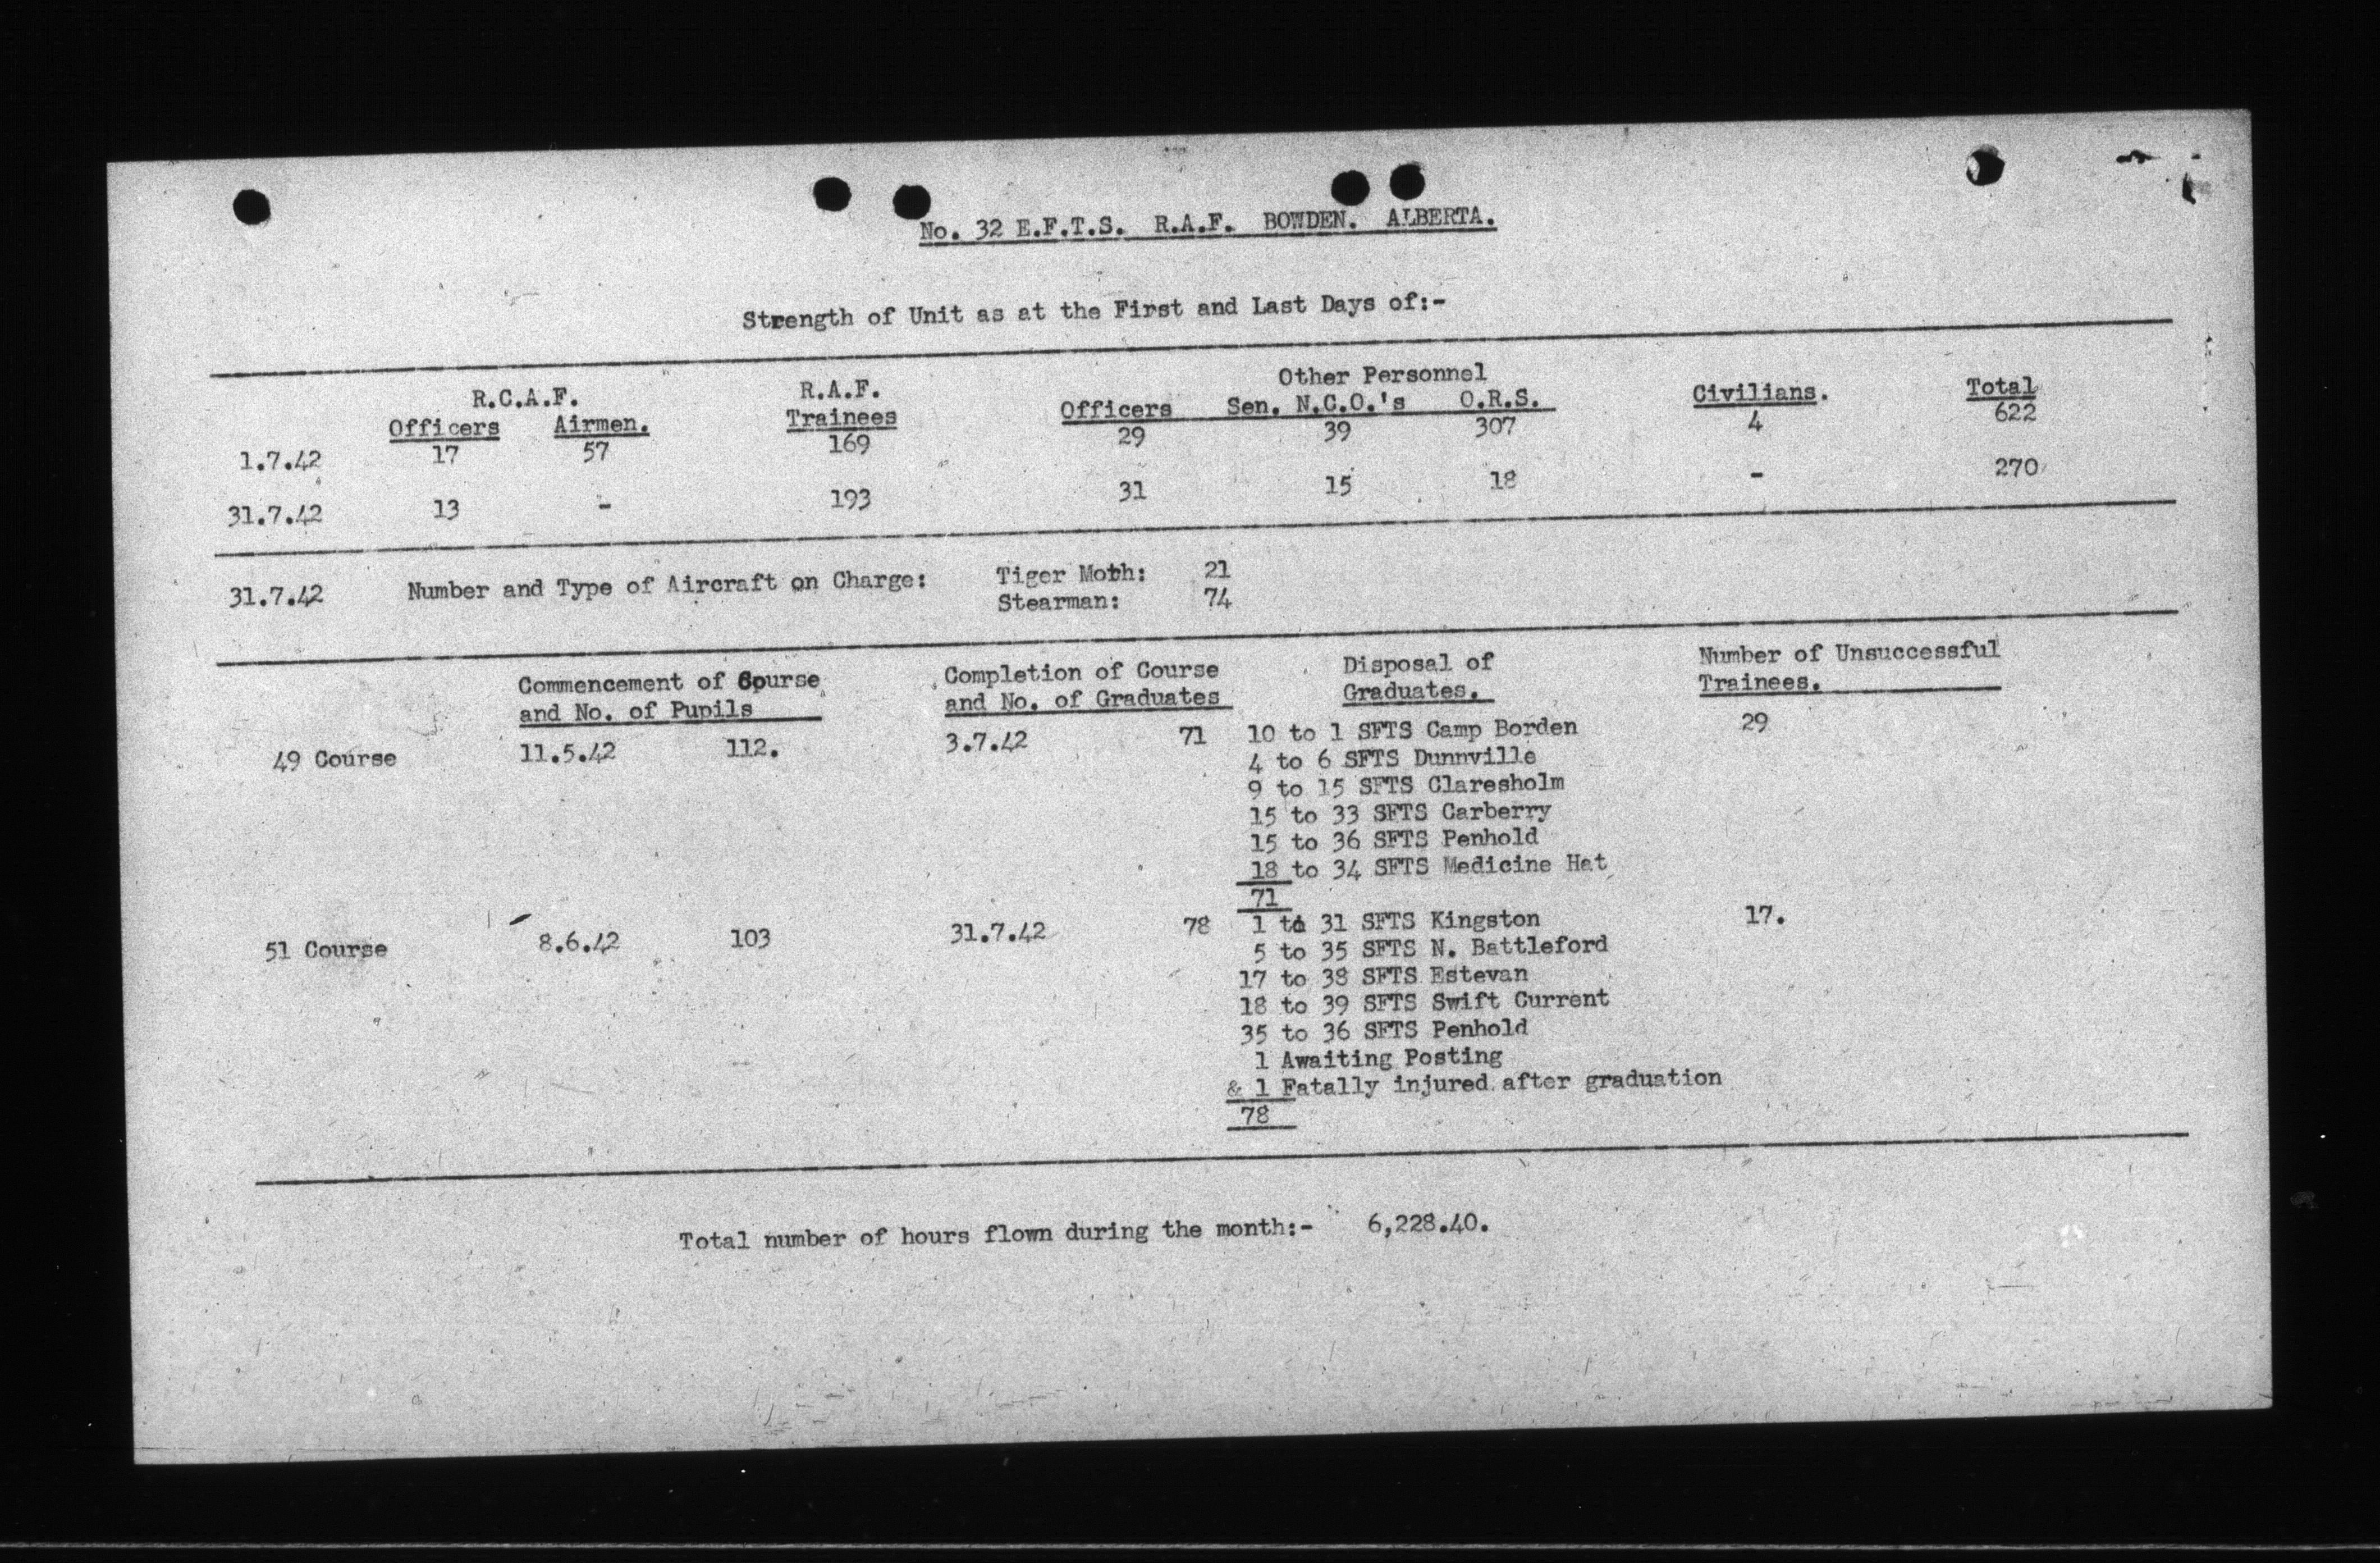 No. 32 E.F.T.S. R.A.F. BOWDEN. ALBERTA.
Strength of Unit as at the First and Last Days of:-
R.C.A.F. R.A.F. Other Personnel Civilians. Total
Officers Airmen. Trainees Officers Sen. N.C.O.'s O.R.S.
1.7.42 17 57 169 29 39 307 4 622
31.7.42 13 - 193 31 15 18 - 270
31.7.42 Number and Type of Aircraft on Charge: Tiger Moth: 21
Stearman: 74
Commencement of Course Completion of Course Disposal of Number of Unsuccessful
and No. of Pupils and No. of Graduates Graduates. Trainees.
49 Course 11.5.42 112. 3.7.42 71 10 to 1 SFTS Camp Borden 29
4 to 6 SFTS Dunnville
9 to 15 SFTS Claresholm
15 to 33 SFTS Carberry
15 to 36 SFTS Penhold
18 to 34 SFTS Medicine Hat
71
51 Course 8.6.42 103 31.7.42 78 1 to 31 SFTS Kingston 17.
5 to 35 SFTS N. Battleford
17 to 38 SFTS Estevan
18 to 39 SFTS Swift Current
35 to 36 SFTS Penhold
1 Awaiting Posting
& 1 Fatally injured after graduation
78
Total number of hours flown during the month:- 6,228.40.